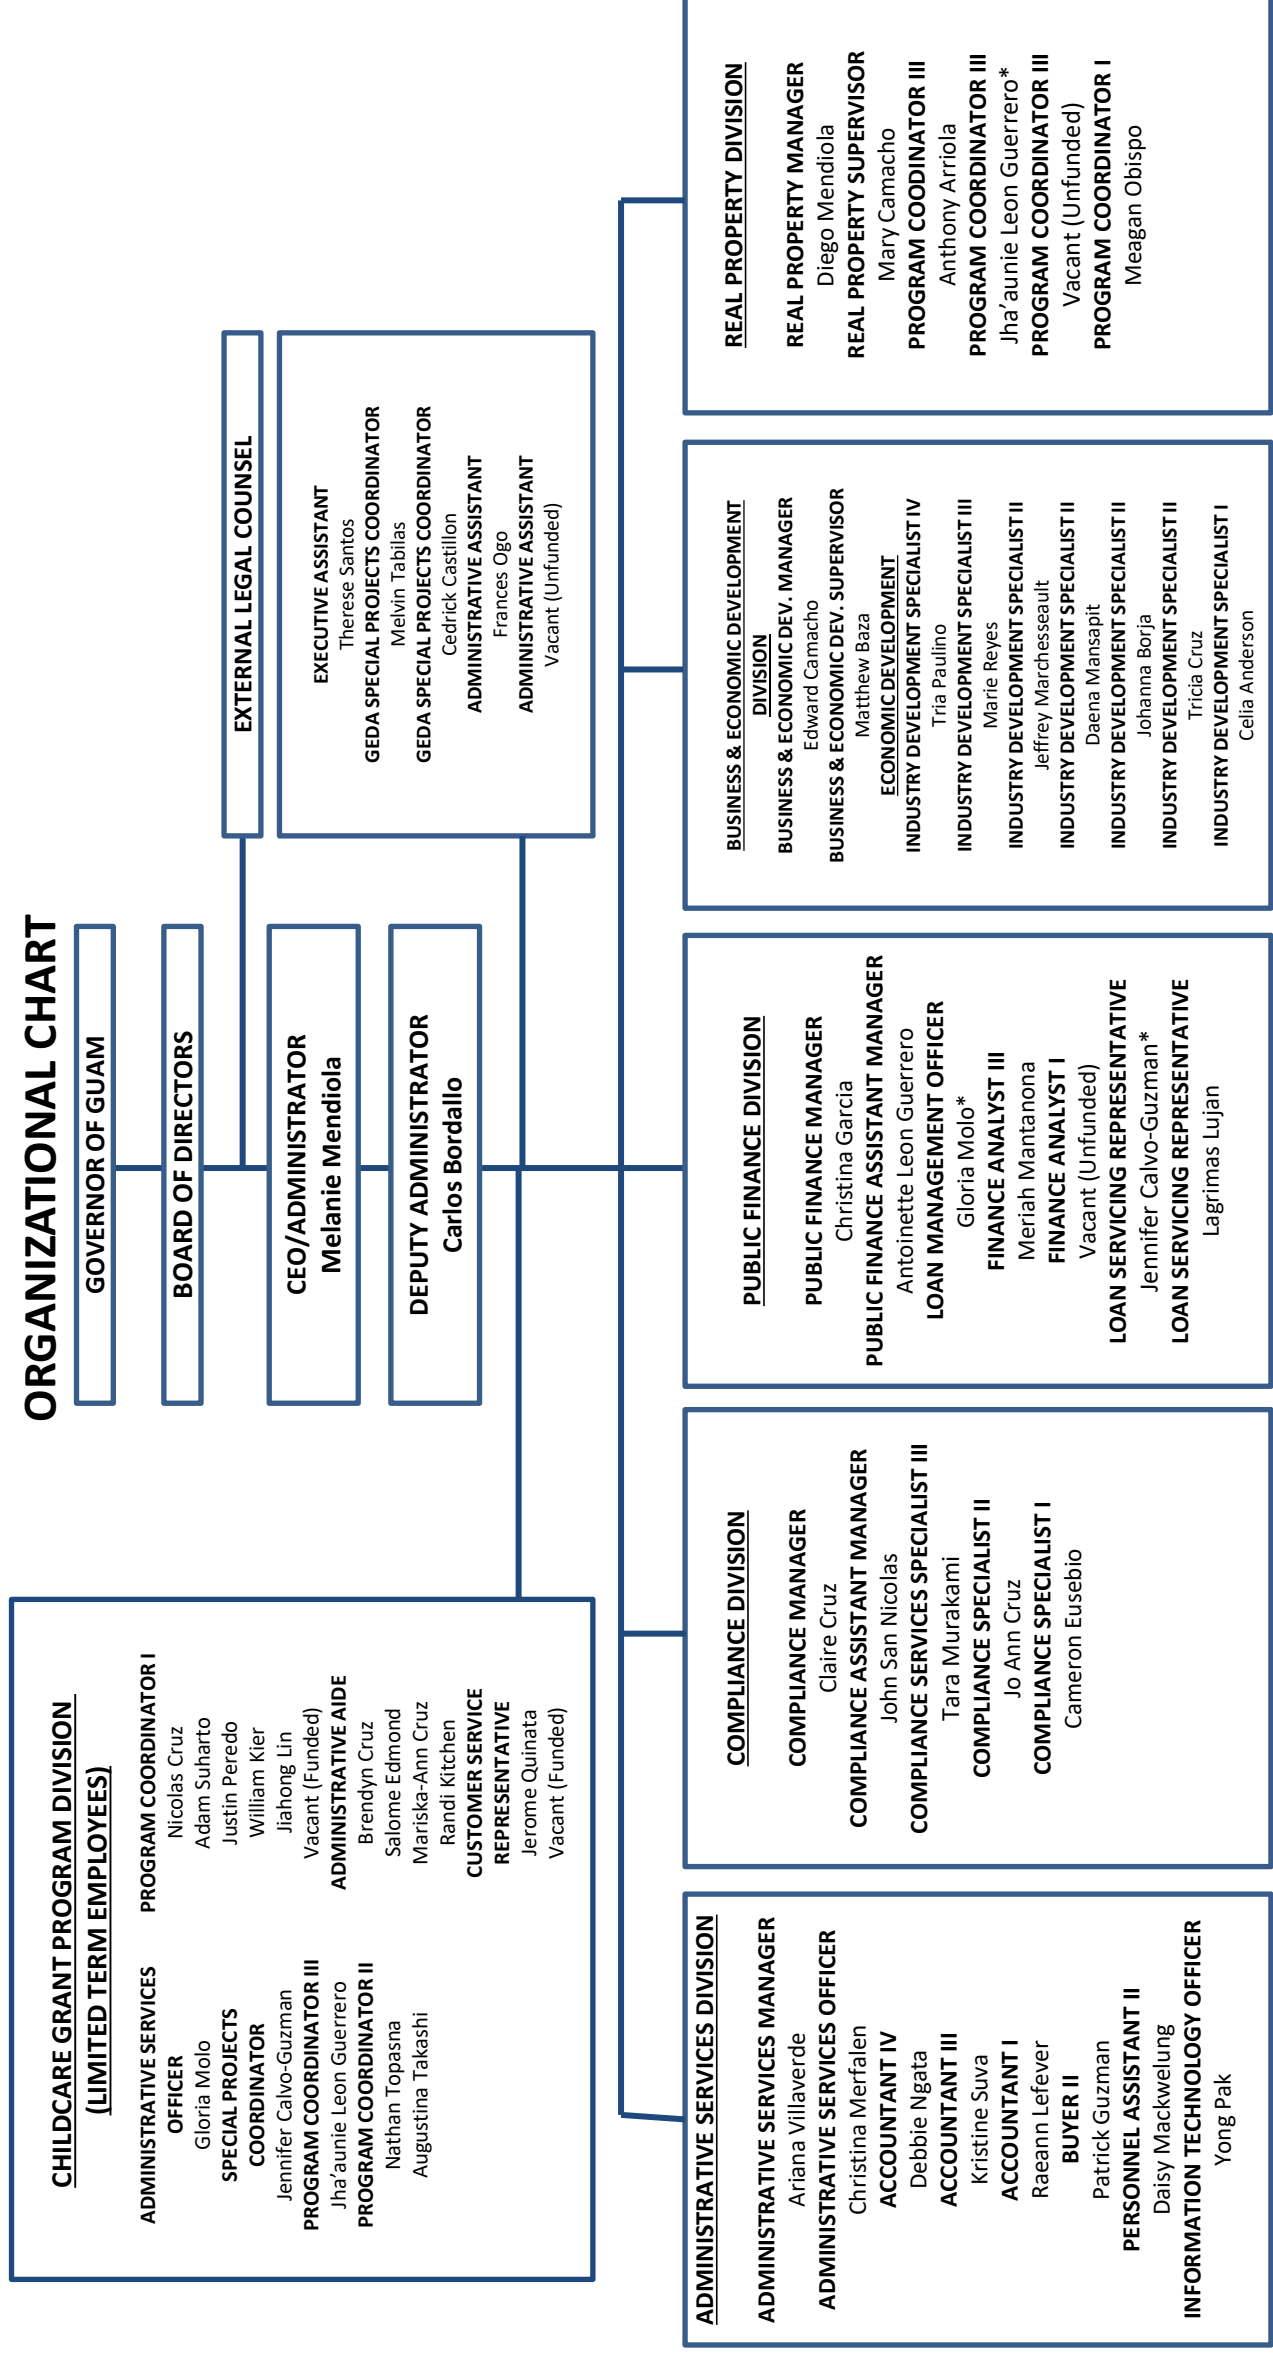 ORGANIZATIONAL CHART
GOVERNOR OF GUAM
BOARD OF DIRECTORS
EXTERNAL LEGAL COUNSEL
CEO/ADMINISTRATOR
Melanie Mendiola
DEPUTY ADMINISTRATOR
Carlos Bordallo
CHILDCARE GRANT PROGRAM DIVISION
(LIMITED TERM EMPLOYEES)
ADMINISTRATIVE SERVICES
OFFICER
Gloria Molo
SPECIAL PROJECTS
COORDINATOR
Jennifer Calvo-Guzman
PROGRAM COORDINATOR III
Jha’aunie Leon Guerrero
PROGRAM COORDINATOR II
Nathan Topasna
Augustina Takashi
PROGRAM COORDINATOR I
Nicolas Cruz
Adam Suharto
Justin Peredo
William Kier
Jiahong Lin
Vacant (Funded)
ADMINISTRATIVE AIDE
Brendyn Cruz
Salome Edmond
Mariska-Ann Cruz
Randi Kitchen
CUSTOMER SERVICE
REPRESENTATIVE
Jerome Quinata
Vacant (Funded)
EXECUTIVE ASSISTANT
Therese Santos
GEDA SPECIAL PROJECTS COORDINATOR
Melvin Tabilas
GEDA SPECIAL PROJECTS COORDINATOR
Cedrick Castillon
ADMINISTRATIVE ASSISTANT
Frances Ogo
ADMINISTRATIVE ASSISTANT
Vacant (Unfunded)
ADMINISTRATIVE SERVICES DIVISION
ADMINISTRATIVE SERVICES MANAGER
Ariana Villaverde
ADMINISTRATIVE SERVICES OFFICER
Christina Merfalen
ACCOUNTANT IV
Debbie Ngata
ACCOUNTANT III
Kristine Suva
ACCOUNTANT I
Raeann Lefever
BUYER II
Patrick Guzman
PERSONNEL ASSISTANT II
Daisy Mackwelung
INFORMATION TECHNOLOGY OFFICER
Yong Pak
COMPLIANCE DIVISION
COMPLIANCE MANAGER
Claire Cruz
COMPLIANCE ASSISTANT MANAGER
John San Nicolas
COMPLIANCE SERVICES SPECIALIST III
Tara Murakami
COMPLIANCE SPECIALIST II
Jo Ann Cruz
COMPLIANCE SPECIALIST I
Cameron Eusebio
PUBLIC FINANCE DIVISION
PUBLIC FINANCE MANAGER
Christina Garcia
PUBLIC FINANCE ASSISTANT MANAGER
Antoinette Leon Guerrero
LOAN MANAGEMENT OFFICER
Gloria Molo*
FINANCE ANALYST III
Meriah Mantanona
FINANCE ANALYST I
Vacant (Unfunded)
LOAN SERVICING REPRESENTATIVE
Jennifer Calvo-Guzman*
LOAN SERVICING REPRESENTATIVE
Lagrimas Lujan
BUSINESS & ECONOMIC DEVELOPMENT
DIVISION
BUSINESS & ECONOMIC DEV. MANAGER
Edward Camacho
BUSINESS & ECONOMIC DEV. SUPERVISOR
Matthew Baza
ECONOMIC DEVELOPMENT
INDUSTRY DEVELOPMENT SPECIALIST IV
Tria Paulino
INDUSTRY DEVELOPMENT SPECIALIST III
Marie Reyes
INDUSTRY DEVELOPMENT SPECIALIST II
Jeffrey Marchesseault
INDUSTRY DEVELOPMENT SPECIALIST II
Daena Mansapit
INDUSTRY DEVELOPMENT SPECIALIST II
Johanna Borja
INDUSTRY DEVELOPMENT SPECIALIST II
Tricia Cruz
INDUSTRY DEVELOPMENT SPECIALIST I
Celia Anderson
REAL PROPERTY DIVISION
REAL PROPERTY MANAGER
Diego Mendiola
REAL PROPERTY SUPERVISOR
Mary Camacho
PROGRAM COODINATOR III
Anthony Arriola
PROGRAM COORDINATOR III
Jha’aunie Leon Guerrero*
PROGRAM COORDINATOR III
Vacant (Unfunded)
PROGRAM COORDINATOR I
Meagan Obispo